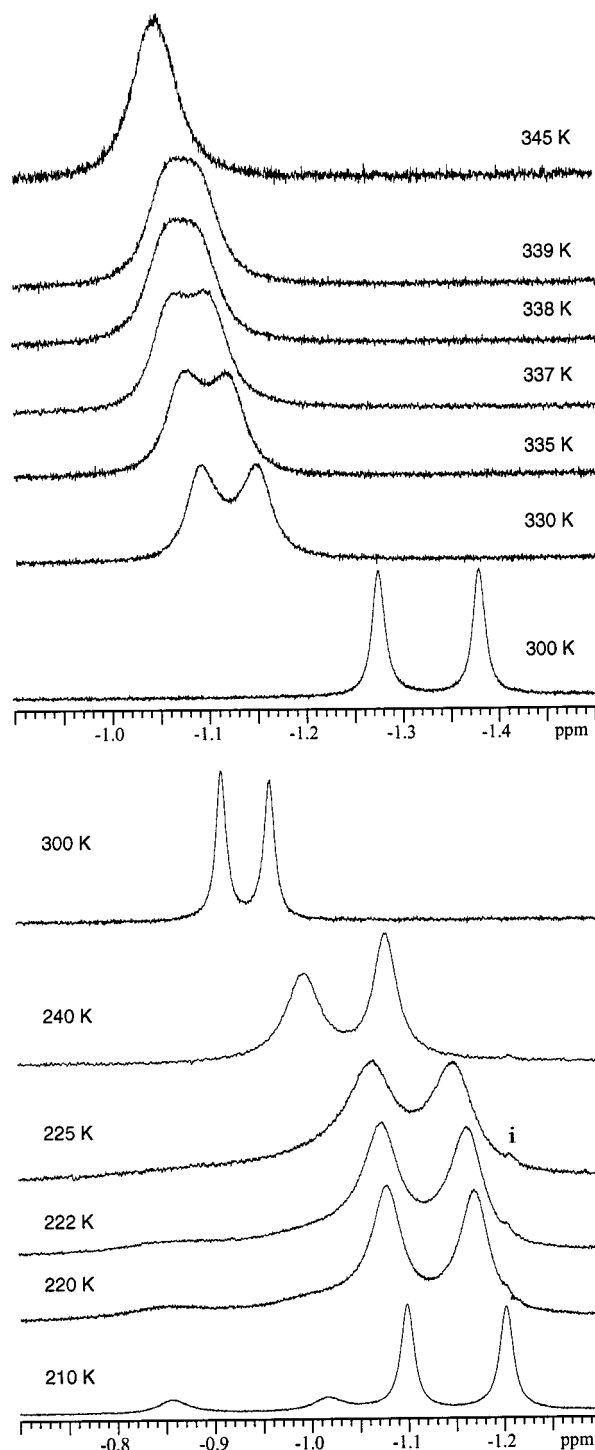 345 K
339 K
338 K
337 K
335 K
330 K
300 K
-1.0 -1.1 -1.2 -1.3 -1.4 ppm
300 K
240 K
225 K
i
222 K
220 K
210 K
-0.8 -0.9 -1.0 -1.1 -1.2 ppm